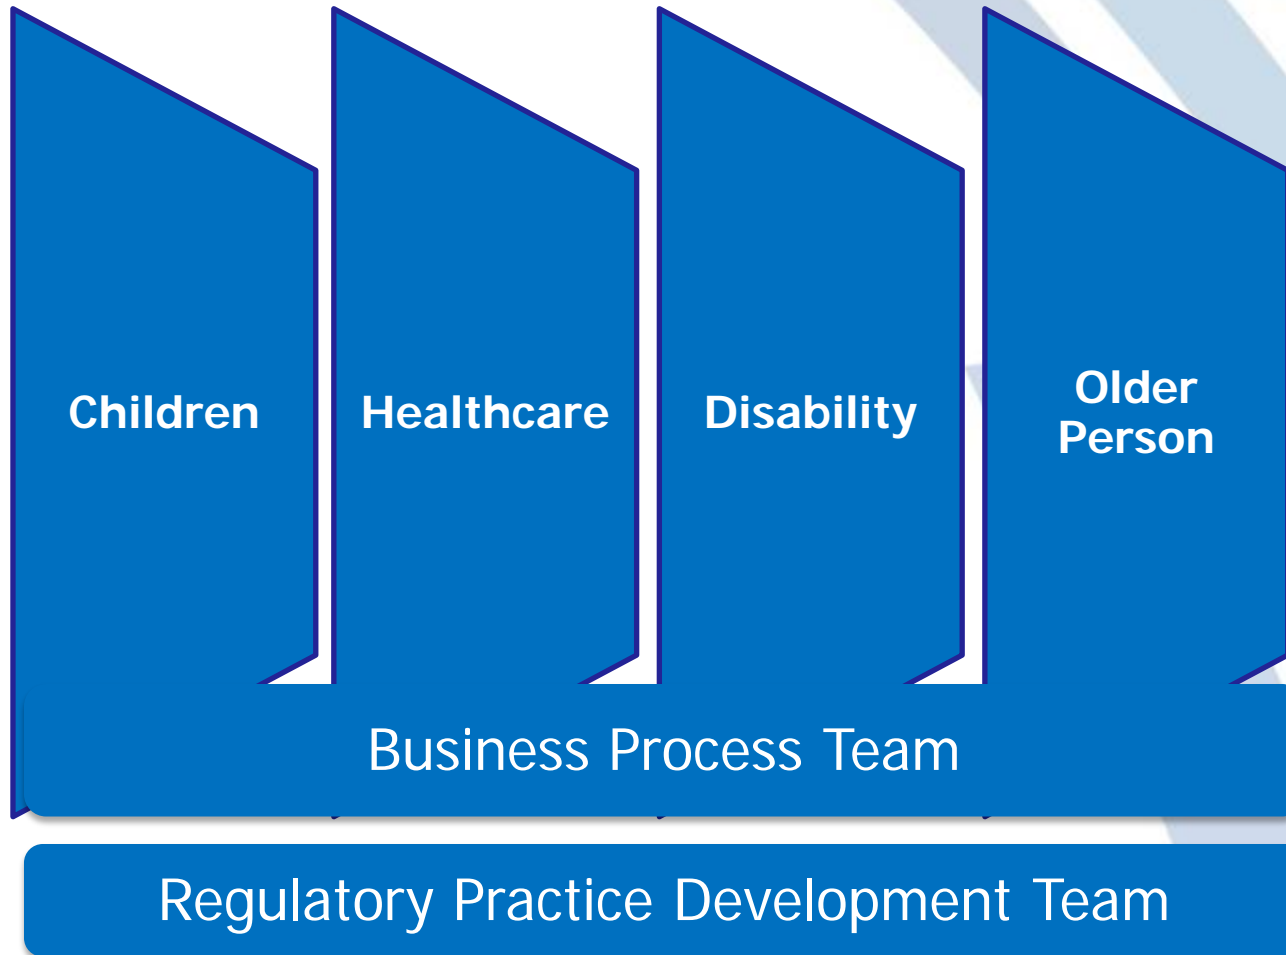 Children
Healthcare
Disability
Older
Person
Business Process Team
Regulatory Practice Development Team